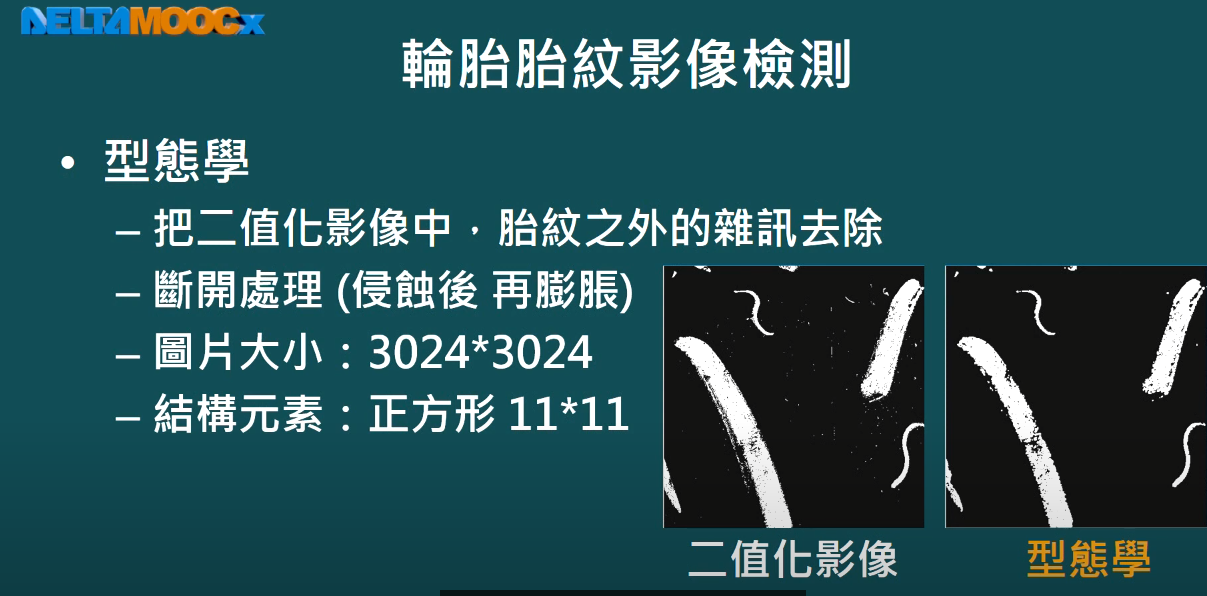 DELTAMOOCx
輪胎胎紋影像檢測
• 型態學
– 把二值化影像中，胎紋之外的雜訊去除
– 斷開處理 (侵蝕後 再膨脹)
– 圖片大小：3024*3024
– 結構元素：正方形 11*11
二值化影像
型態學